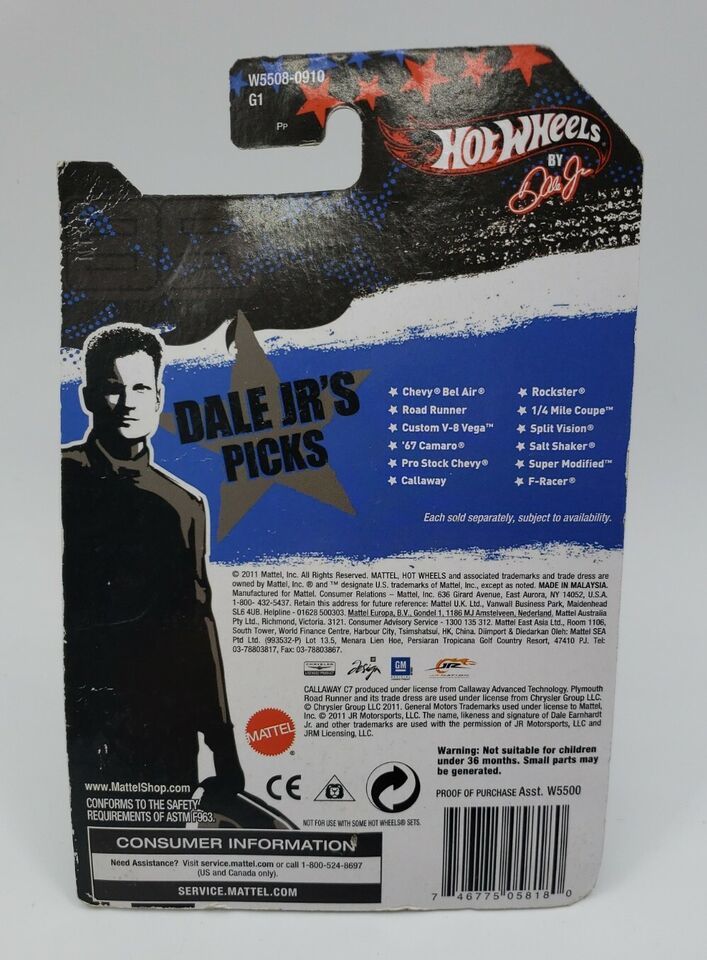 W5508-0910
G1
PP
HOT WHEELS
BY
Dale Jr.
DALE JR'S
PICKS
Chevy® Bel Air®
Road Runner
Custom V-8 Vega™
'67 Camaro®
Pro Stock Chevy®
Callaway
Rockster®
1/4 Mile Coupe™
Split Vision®
Salt Shaker®
Super Modified™
F-Racer®
Each sold separately, subject to availability.
© 2011 Mattel, Inc. All Rights Reserved. MATTEL, HOT WHEELS and associated trademarks and trade dress are
owned by Mattel, Inc. ® and ™ designate U.S. trademarks of Mattel, Inc., except as noted. MADE IN MALAYSIA.
Manufactured for Mattel. Consumer Relations – Mattel, Inc. 636 Girard Avenue, East Aurora, NY 14052, U.S.A.
1-800- 432-5437. Retain this address for future reference: Mattel U.K. Ltd., Vanwall Business Park, Maidenhead
SL6 4UB. Helpline - 01628 500303. Mattel Europa, B.V., Gondel 1, 1186 MJ Amstelveen, Nederland. Mattel Australia
Pty Ltd., Richmond, Victoria. 3121. Consumer Advisory Service - 1300 135 312. Mattel East Asia Ltd., Room 1106,
South Tower, World Finance Centre, Harbour City, Tsimshatsui, HK, China. Diimport & Diedarkan Oleh: Mattel SEA
Ptd Ltd. (993532-P) Lot 13.5, Menara Lien Hoe, Persiaran Tropicana Golf Country Resort, 47410 PJ. Tel:
03-78803817, Fax: 03-78803867.
CHRYSLER
Design
GM
JR
CALLAWAY C7 produced under license from Callaway Advanced Technology. Plymouth
Road Runner and its trade dress are used under license from Chrysler Group LLC.
© Chrysler Group LLC 2011. General Motors Trademarks used under license to Mattel,
Inc. © 2011 JR Motorsports, LLC. The name, likeness and signature of Dale Earnhardt
Jr. and other trademarks are used with the permission of JR Motorsports, LLC and
JRM Licensing, LLC.
MATTEL®
Warning: Not suitable for children
under 36 months. Small parts may
be generated.
www.MattelShop.com
CONFORMS TO THE SAFETY
REQUIREMENTS OF ASTM F963.
CE
NOT FOR USE WITH SOME HOT WHEELS® SETS.
PROOF OF PURCHASE Asst. W5500
CONSUMER INFORMATION
Need Assistance? Visit service.mattel.com or call 1-800-524-8697
(US and Canada only).
SERVICE.MATTEL.COM
7 46775 05818 0